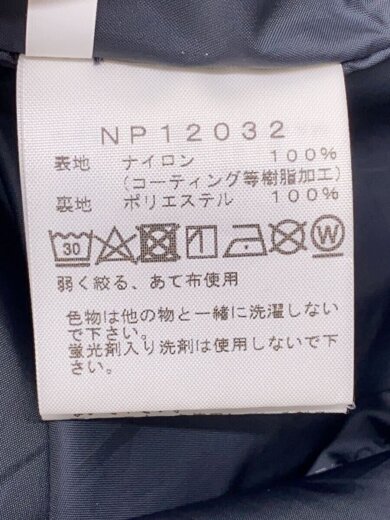 NP12032
表地 ナイロン 100%
(コーティング等樹脂加工)
裏地 ポリエステル 100%
30 W
弱く絞る、あて布使用
色物は他の物と一緒に洗濯しない
で下さい。
蛍光剤入り洗剤は使用しないで下
さい。